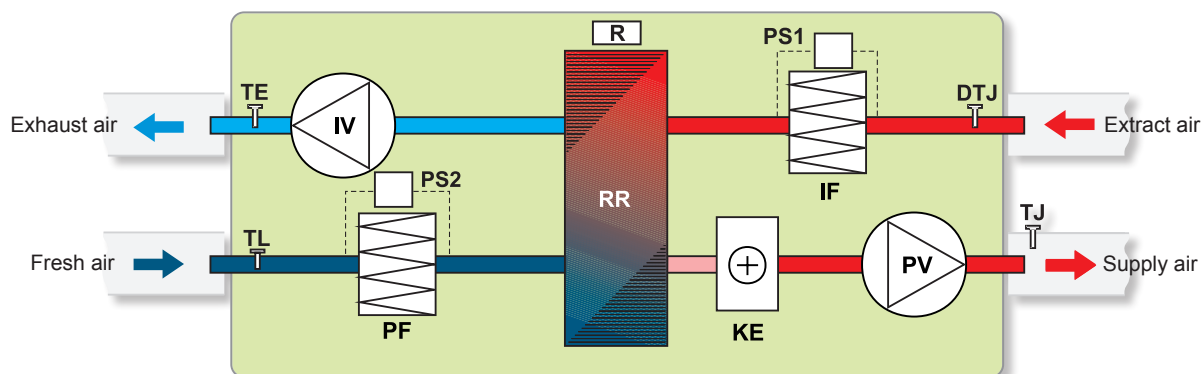 R
PS1
TE
DTJ
Exhaust air
IV
Extract air
PS2
IF
RR
TL
TJ
Fresh air
PV
Supply air
PF
KE